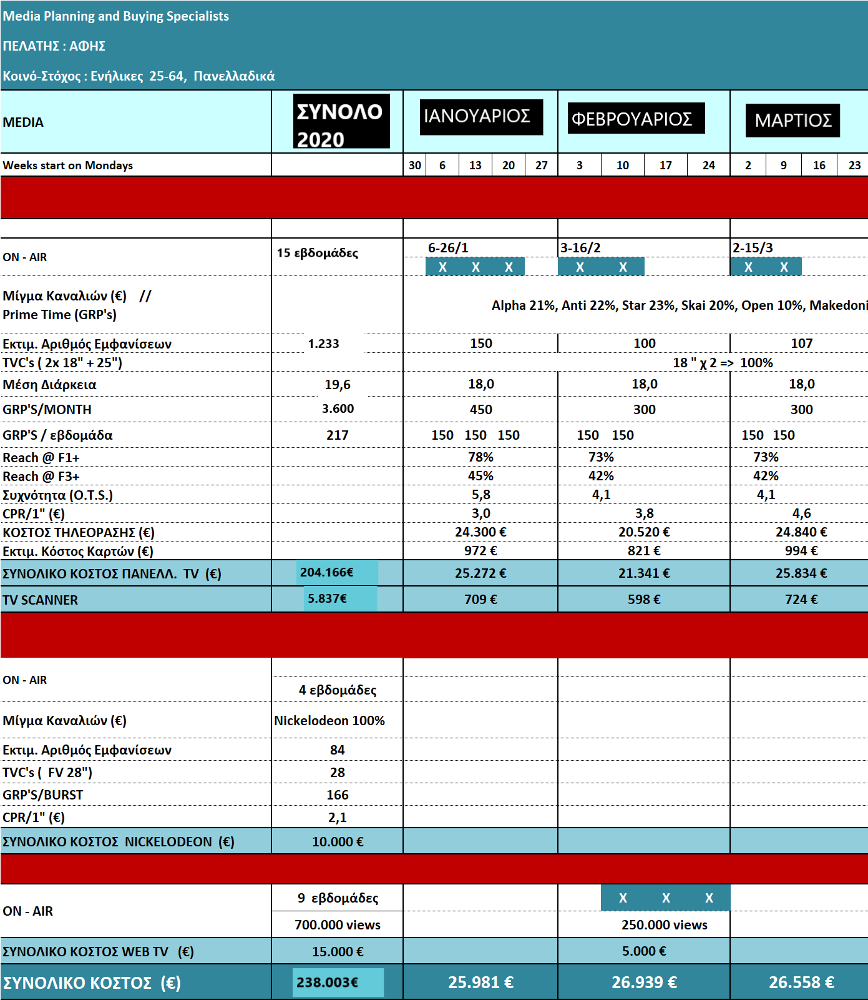 Media Planning and Buying Specialists
ΠΕΛΑΤΗΣ : ΑΦΗΣ
Κοινό-Στόχος : Ενήλικες 25-64, Πανελλαδικά
MEDIA ΣΥΝΟΛΟ 2020 ΙΑΝΟΥΑΡΙΟΣ ΦΕΒΡΟΥΑΡΙΟΣ ΜΑΡΤΙΟΣ
Weeks start on Mondays 30 6 13 20 27 3 10 17 24 2 9 16 23
ON - AIR 15 εβδομάδες 6-26/1 3-16/2 2-15/3
X X X X X X X
Μίγμα Καναλιών (€) //
Prime Time (GRP's)
Alpha 21%, Anti 22%, Star 23%, Skai 20%, Open 10%, Makedoni
Εκτιμ. Αριθμός Εμφανίσεων 1.233 150 100 107
TVC's ( 2x 18" + 25") 18 " χ 2 => 100%
Μέση Διάρκεια 19,6 18,0 18,0 18,0
GRP'S/MONTH 3.600 450 300 300
GRP'S / εβδομάδα 217 150 150 150 150 150 150 150
Reach @ F1+ 78% 73% 73%
Reach @ F3+ 45% 42% 42%
Συχνότητα (O.T.S.) 5,8 4,1 4,1
CPR/1" (€) 3,0 3,8 4,6
ΚΟΣΤΟΣ ΤΗΛΕΟΡΑΣΗΣ (€) 24.300 € 20.520 € 24.840 €
Εκτιμ. Κόστος Καρτών (€) 972 € 821 € 994 €
ΣΥΝΟΛΙΚΟ ΚΟΣΤΟΣ ΠΑΝΕΛΛ. TV (€) 204.166€ 25.272 € 21.341 € 25.834 €
TV SCANNER 5.837€ 709 € 598 € 724 €
ON - AIR
4 εβδομάδες
Μίγμα Καναλιών (€) Nickelodeon 100%
Εκτιμ. Αριθμός Εμφανίσεων 84
TVC's ( FV 28") 28
GRP'S/BURST 166
CPR/1" (€) 2,1
ΣΥΝΟΛΙΚΟ ΚΟΣΤΟΣ NICKELODEON (€) 10.000 €
ON - AIR 9 εβδομάδες X X X
700.000 views 250.000 views
ΣΥΝΟΛΙΚΟ ΚΟΣΤΟΣ WEB TV (€) 15.000 € 5.000 €
ΣΥΝΟΛΙΚΟ ΚΟΣΤΟΣ (€) 238.003€ 25.981 € 26.939 € 26.558 €